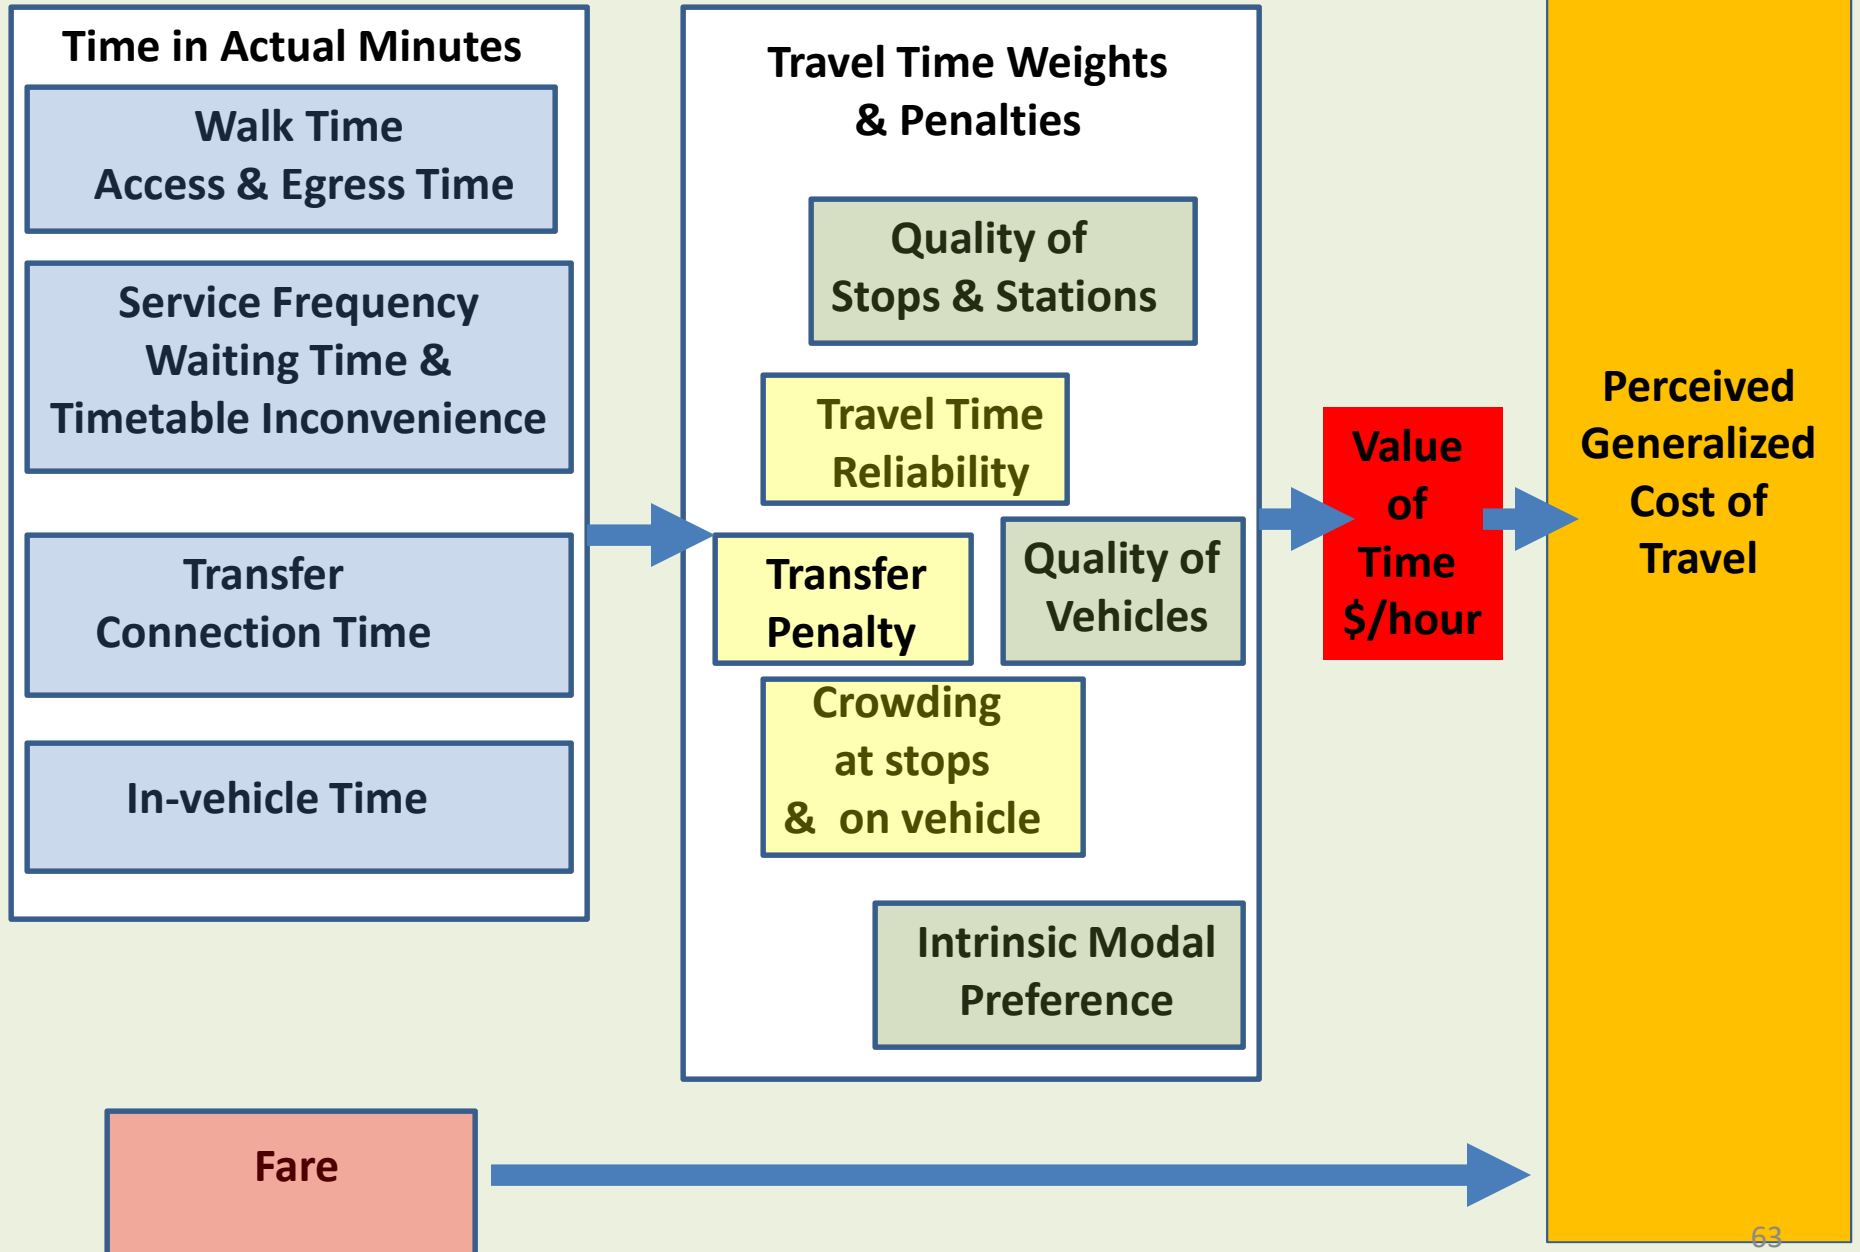 Time in Actual Minutes
Walk Time
Access & Egress Time
Service Frequency
Waiting Time &
Timetable Inconvenience
Transfer
Connection Time
In-vehicle Time
Travel Time Weights
& Penalties
Quality of
Stops & Stations
Travel Time
Reliability
Transfer
Penalty
Quality of
Vehicles
Crowding
at stops
& on vehicle
Intrinsic Modal
Preference
Value
of
Time
$/hour
Perceived
Generalized
Cost of
Travel
Fare
63